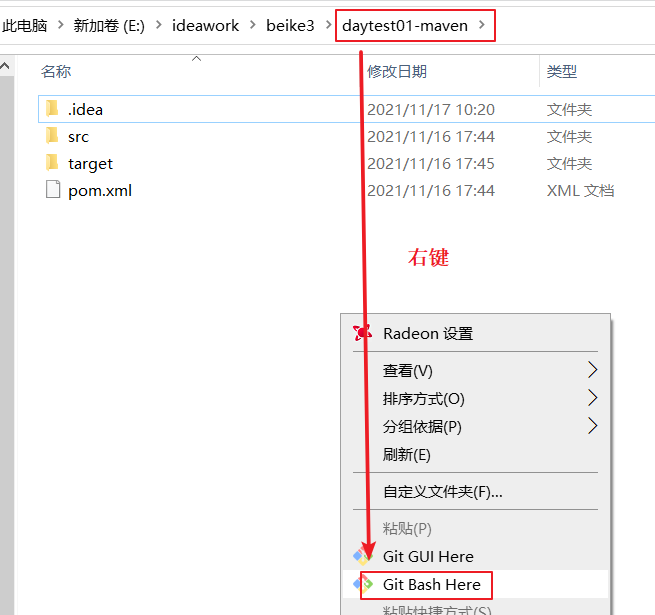 此电脑 > 新加卷 (E:) > ideawork > beike3 > daytest01-maven >
名称 修改日期 类型
.idea 2021/11/17 10:20 文件夹
src 2021/11/16 17:44 文件夹
target 2021/11/16 17:45 文件夹
pom.xml 2021/11/16 17:44 XML 文档
右键
Radeon 设置
查看(V)
排序方式(O)
分组依据(P)
刷新(E)
自定义文件夹(F)...
粘贴(P)
Git GUI Here
Git Bash Here
粘贴快捷方式(S)